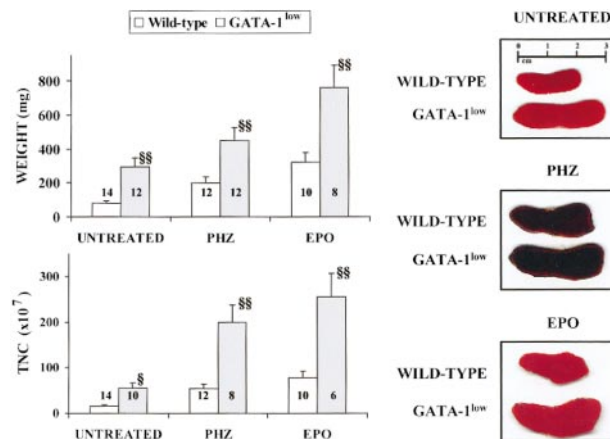 Wild-type GATA-1low
WEIGHT (mg)
800
600
400
200
0
§§
§§
§§
14
12
12
12
10
8
UNTREATED PHZ EPO
TNC (x10 7)
300
200
100
0
§
§§
§§
14
10
12
8
10
6
UNTREATED PHZ EPO
UNTREATED
0 1 2 3
cm
WILD-TYPE
GATA-1low
PHZ
WILD-TYPE
GATA-1low
EPO
WILD-TYPE
GATA-1low